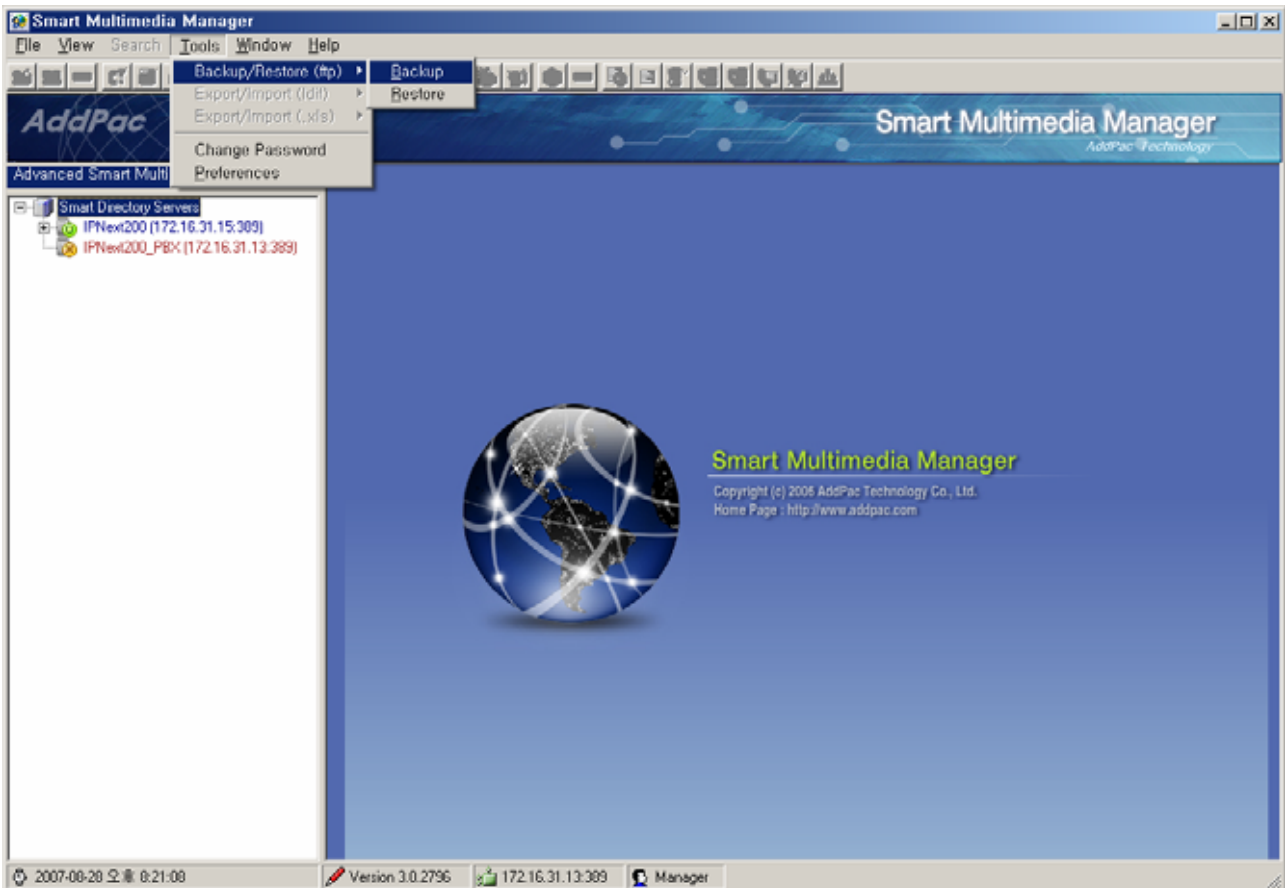 Smart Multimedia Manager
File View Search Tools Window Help
Backup/Restore (ftp)
Backup
Export/Import (ldif)
Restore
Export/Import (.xls)
Change Password
Preferences
AddPac
Smart Multimedia Manager
AddPac Technology
Advanced Smart Multi
Smart Directory Servers
IPNext200 (172.16.31.15:389)
IPNext200_PBX (172.16.31.13:389)
Smart Multimedia Manager
Copyright (c) 2006 AddPac Technology Co., Ltd.
Home Page : http://www.addpac.com
2007-08-28 오후 8:21:08
Version 3.0.2796
172.16.31.13:389
Manager